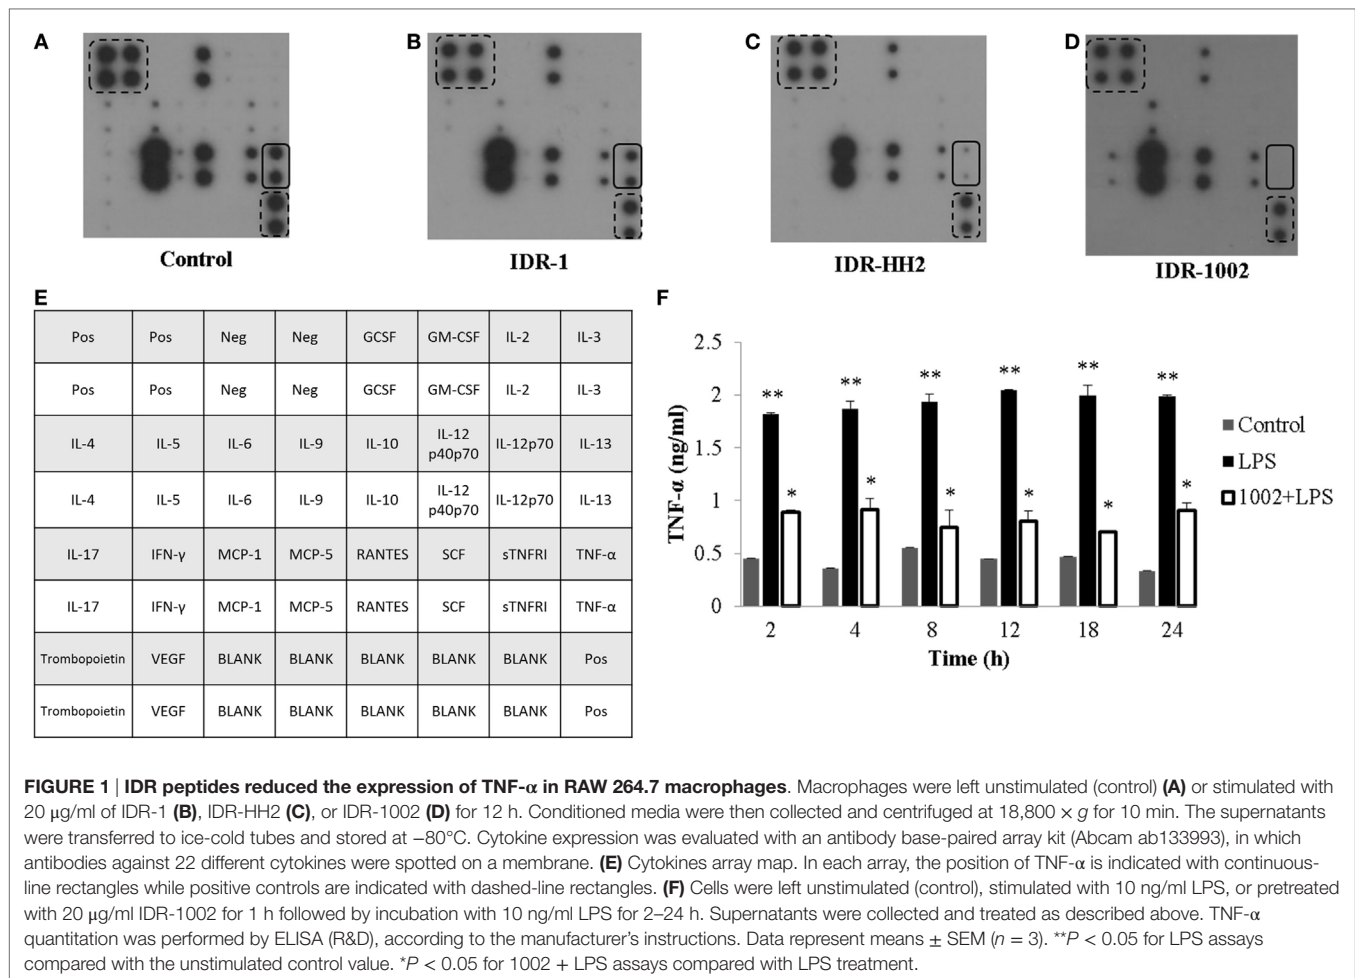 A
B
C
D
Control
IDR-1
IDR-HH2
IDR-1002
E
Pos Pos Neg Neg GCSF GM-CSF IL-2 IL-3
Pos Pos Neg Neg GCSF GM-CSF IL-2 IL-3
IL-4 IL-5 IL-6 IL-9 IL-10 IL-12 p40p70 IL-12p70 IL-13
IL-4 IL-5 IL-6 IL-9 IL-10 IL-12 p40p70 IL-12p70 IL-13
IL-17 IFN-γ MCP-1 MCP-5 RANTES SCF sTNFRI TNF-α
IL-17 IFN-γ MCP-1 MCP-5 RANTES SCF sTNFRI TNF-α
Trombopoietin VEGF BLANK BLANK BLANK BLANK BLANK Pos
Trombopoietin VEGF BLANK BLANK BLANK BLANK BLANK Pos
F
TNF-α (ng/ml)
2.5
2
1.5
1
0.5
0
** ** ** ** ** **
* * * * * *
2 4 8 12 18 24
Time (h)
Control
LPS
1002+LPS
FIGURE 1 | IDR peptides reduced the expression of TNF-α in RAW 264.7 macrophages. Macrophages were left unstimulated (control) (A) or stimulated with
20 μg/ml of IDR-1 (B), IDR-HH2 (C), or IDR-1002 (D) for 12 h. Conditioned media were then collected and centrifuged at 18,800 × g for 10 min. The supernatants
were transferred to ice-cold tubes and stored at −80°C. Cytokine expression was evaluated with an antibody base-paired array kit (Abcam ab133993), in which
antibodies against 22 different cytokines were spotted on a membrane. (E) Cytokines array map. In each array, the position of TNF-α is indicated with continuous-
line rectangles while positive controls are indicated with dashed-line rectangles. (F) Cells were left unstimulated (control), stimulated with 10 ng/ml LPS, or pretreated
with 20 μg/ml IDR-1002 for 1 h followed by incubation with 10 ng/ml LPS for 2–24 h. Supernatants were collected and treated as described above. TNF-α
quantitation was performed by ELISA (R&D), according to the manufacturer's instructions. Data represent means ± SEM (n = 3). **P < 0.05 for LPS assays
compared with the unstimulated control value. *P < 0.05 for 1002 + LPS assays compared with LPS treatment.